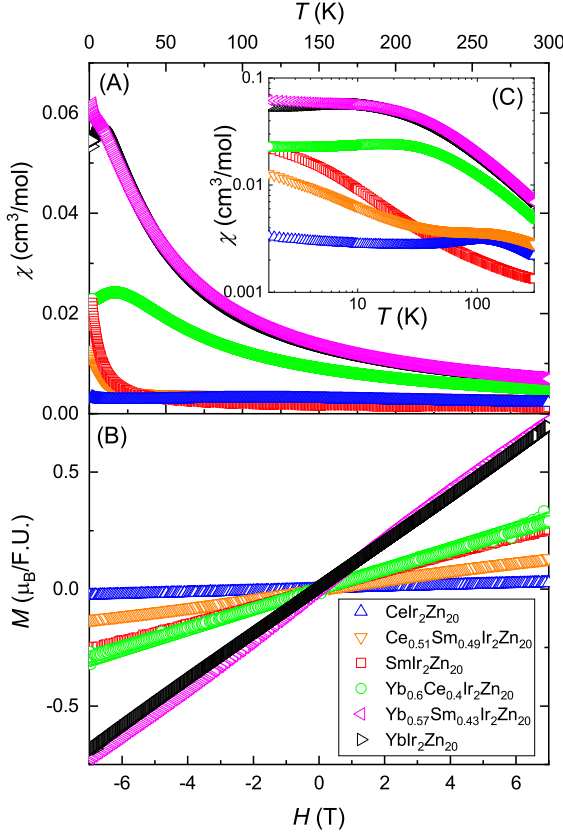 T (K)
0 50 100 150 200 250 300
(A)
(C)
0.06
0.04
0.02
0.00
χ (cm³/mol)
0.1
0.01
0.001
χ (cm³/mol)
10 100
T (K)
(B)
0.5
0.0
-0.5
M (μ_B/F.U.)
CeIr₂Zn₂₀
Ce₀.₅₁Sm₀.₄₉Ir₂Zn₂₀
SmIr₂Zn₂₀
Yb₀.₆Ce₀.₄Ir₂Zn₂₀
Yb₀.₅₇Sm₀.₄₃Ir₂Zn₂₀
YbIr₂Zn₂₀
-6 -4 -2 0 2 4 6
H (T)